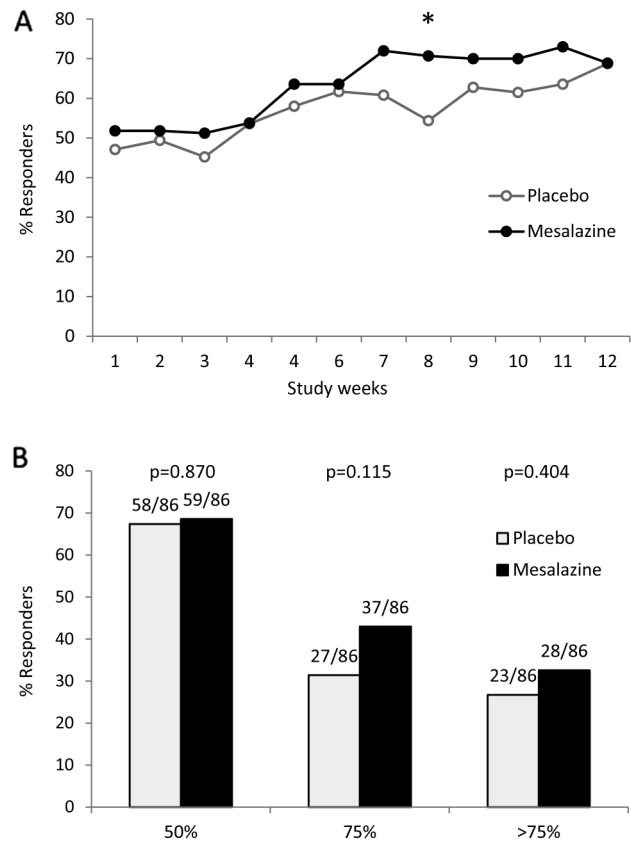 A
80
*
70
60
50
40
30
20
10
0
% Responders
Placebo
Mesalazine
1 2 3 4 4 6 7 8 9 10 11 12
Study weeks
B
80
70
60
50
40
30
20
10
0
% Responders
p=0.870 p=0.115 p=0.404
58/86 59/86
27/86 37/86
23/86 28/86
Placebo
Mesalazine
50% 75% >75%